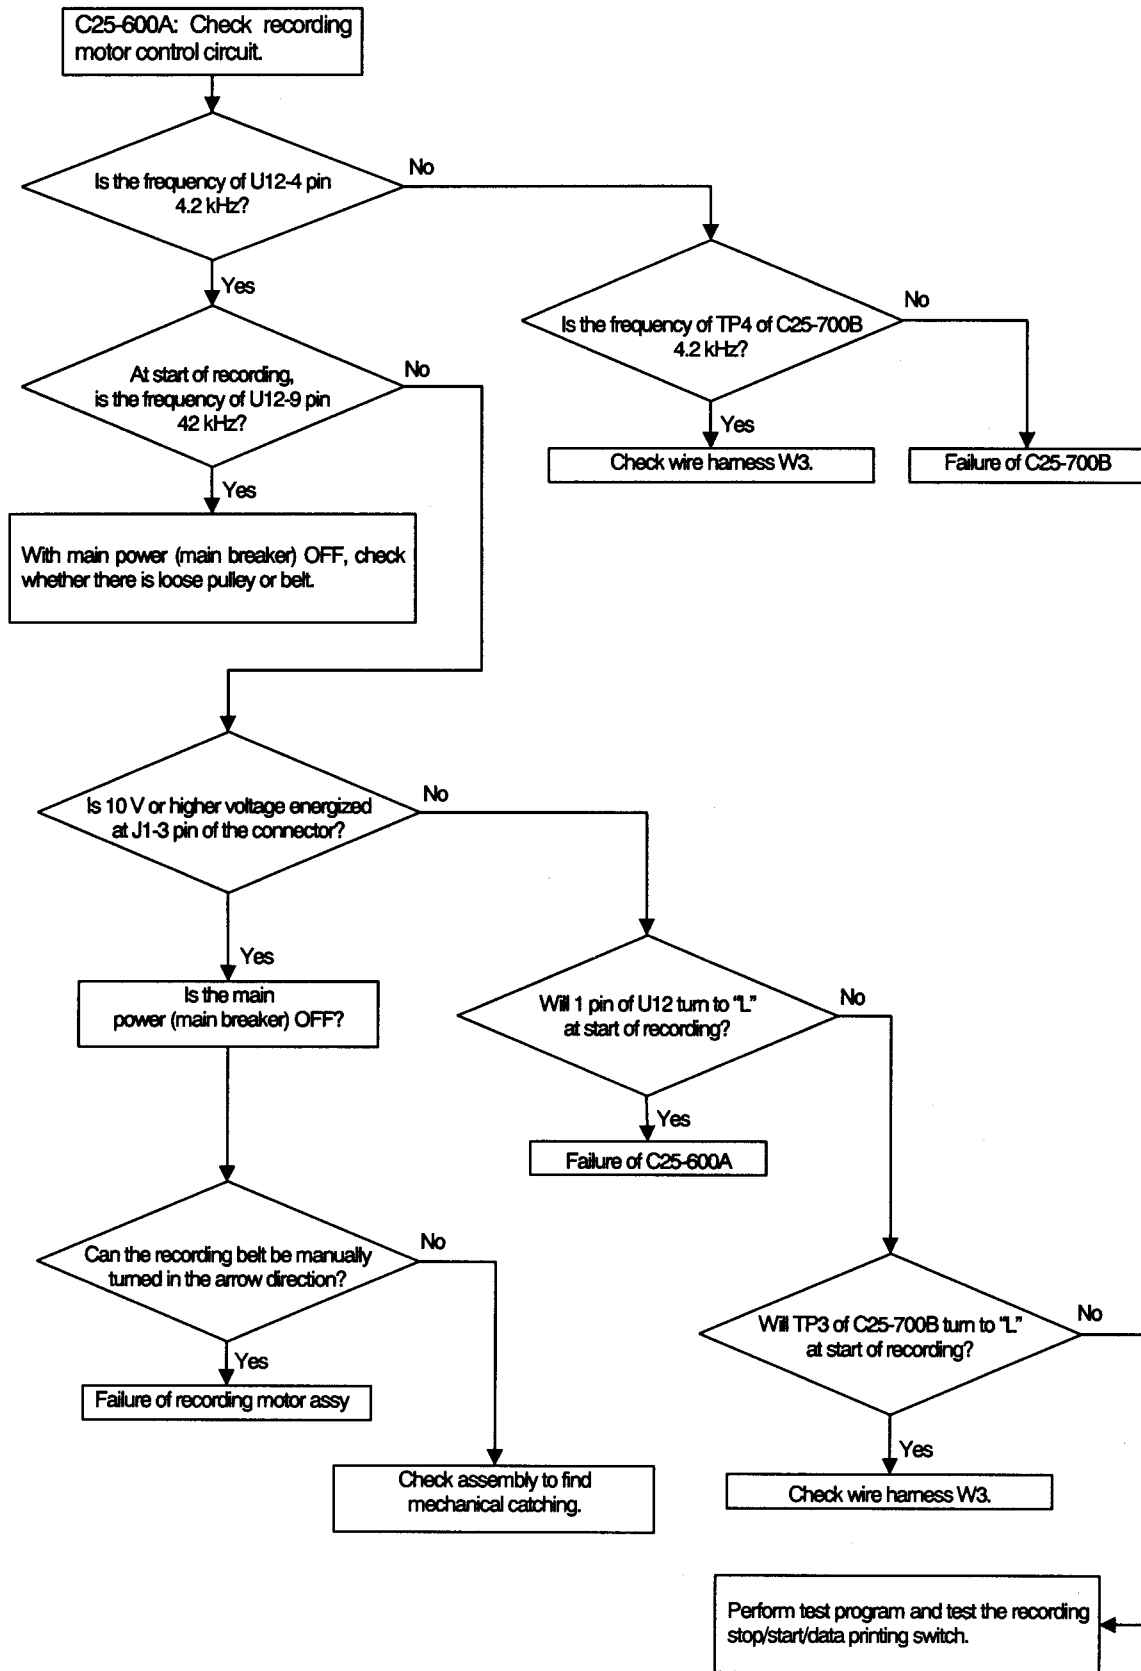 C25-600A: Check recording
motor control circuit.
No
Is the frequency of U12-4 pin
4.2 kHz?
Yes
No
Is the frequency of TP4 of C25-700B
4.2 kHz?
No
At start of recording,
is the frequency of U12-9 pin
42 kHz?
Yes
Check wire harness W3.
Failure of C25-700B
Yes
With main power (main breaker) OFF, check
whether there is loose pulley or belt.
No
Is 10 V or higher voltage energized
at J1-3 pin of the connector?
Yes
Is the main
power (main breaker) OFF?
No
Will 1 pin of U12 turn to "L"
at start of recording?
Yes
Failure of C25-600A
No
Can the recording belt be manually
turned in the arrow direction?
No
Will TP3 of C25-700B turn to "L"
at start of recording?
Yes
Failure of recording motor assy
Yes
Check assembly to find
mechanical catching.
Check wire harness W3.
Perform test program and test the recording
stop/start/data printing switch.